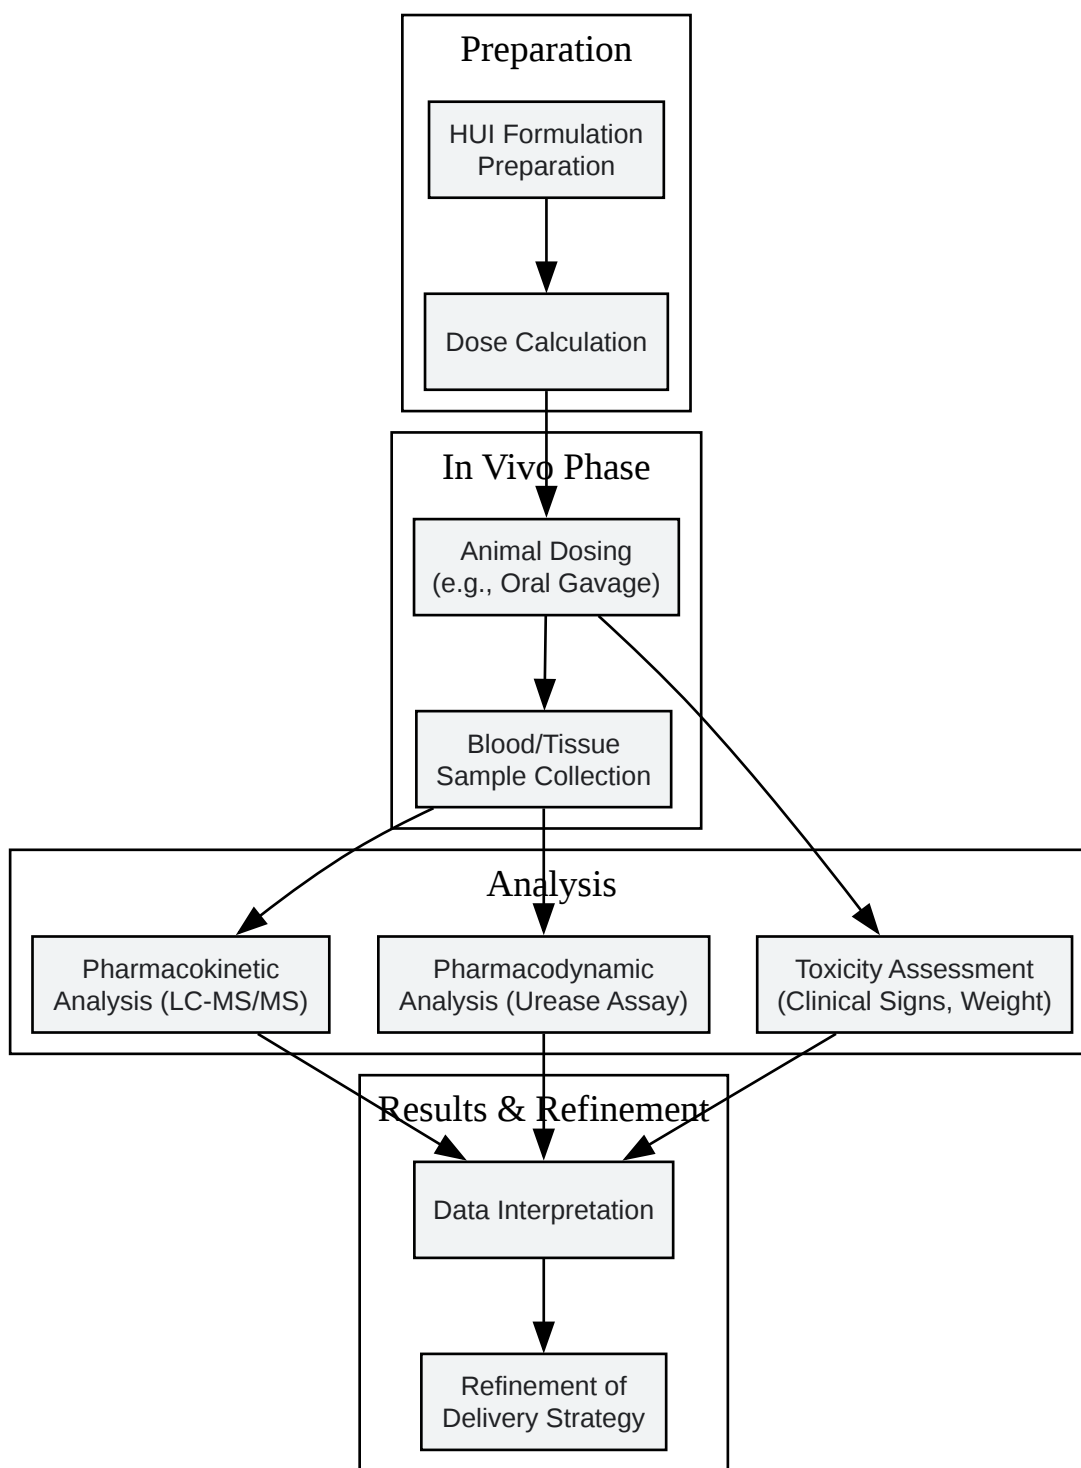 Preparation
HUI Formulation
Preparation
Dose Calculation
In Vivo Phase
Animal Dosing
(e.g., Oral Gavage)
Blood/Tissue
Sample Collection
Analysis
Pharmacokinetic
Analysis (LC-MS/MS)
Pharmacodynamic
Analysis (Urease Assay)
Toxicity Assessment
(Clinical Signs, Weight)
Results & Refinement
Data Interpretation
Refinement of
Delivery Strategy